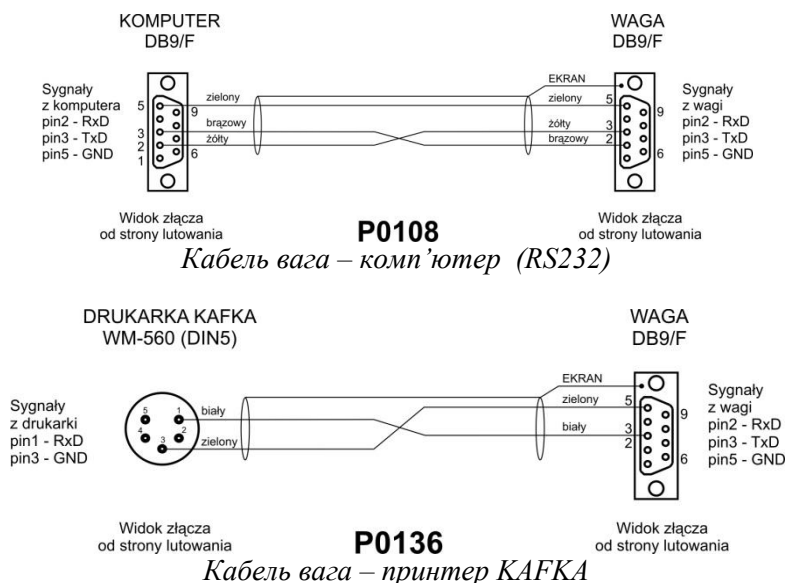 KOMPUTER
DB9/F
WAGA
DB9/F
Sygnały
z komputera
pin2 - RxD
pin3 - TxD
pin5 - GND
5
9
3
2
1
6
zielony
brązowy
żółty
EKRAN
zielony
żółty
brązowy
5
9
3
2
6
Sygnały
z wagi
pin2 - RxD
pin3 - TxD
pin5 - GND
Widok złącza
od strony lutowania
P0108
Widok złącza
od strony lutowania
Кабель вага – комп’ютер (RS232)
DRUKARKA KAFKA
WM-560 (DIN5)
WAGA
DB9/F
Sygnały
z drukarki
pin1 - RxD
pin3 - GND
5
1
4
2
3
biały
zielony
EKRAN
zielony
biały
5
9
3
2
6
Sygnały
z wagi
pin2 - RxD
pin3 - TxD
pin5 - GND
Widok złącza
od strony lutowania
P0136
Widok złącza
od strony lutowania
Кабель вага – принтер KAFKA